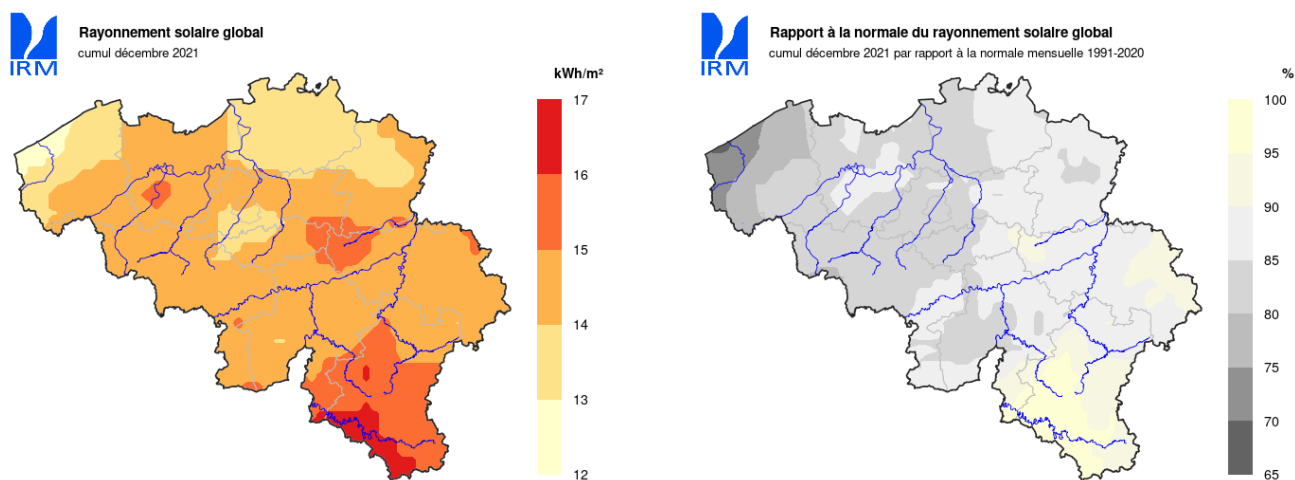 IRM
Rayonnement solaire global
cumul décembre 2021
kWh/m²
17
16
15
14
13
12
IRM
Rapport à la normale du rayonnement solaire global
cumul décembre 2021 par rapport à la normale mensuelle 1991-2020
%
100
95
90
85
80
75
70
65